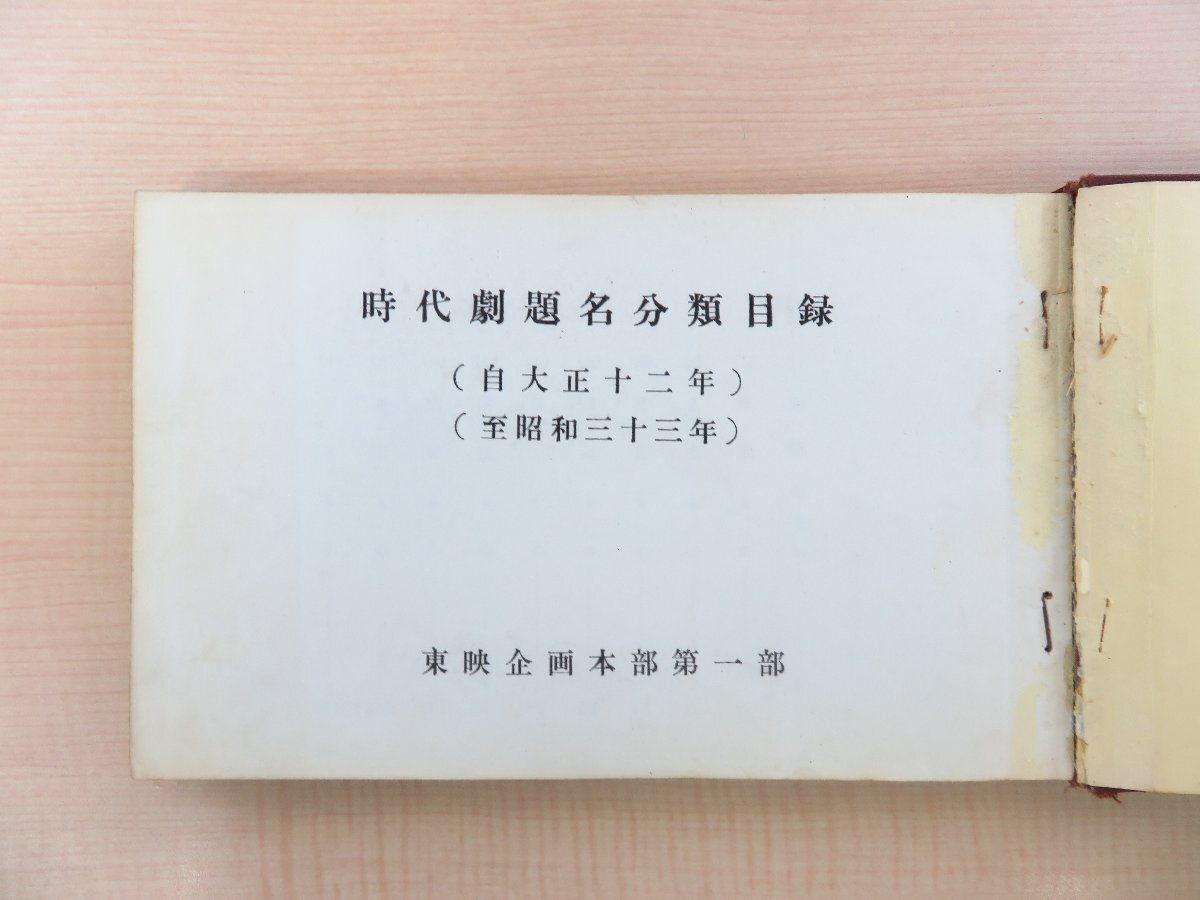 時代劇題名分類目録
（自大正十二年）
（至昭和三十三年）
東映企画本部第一部